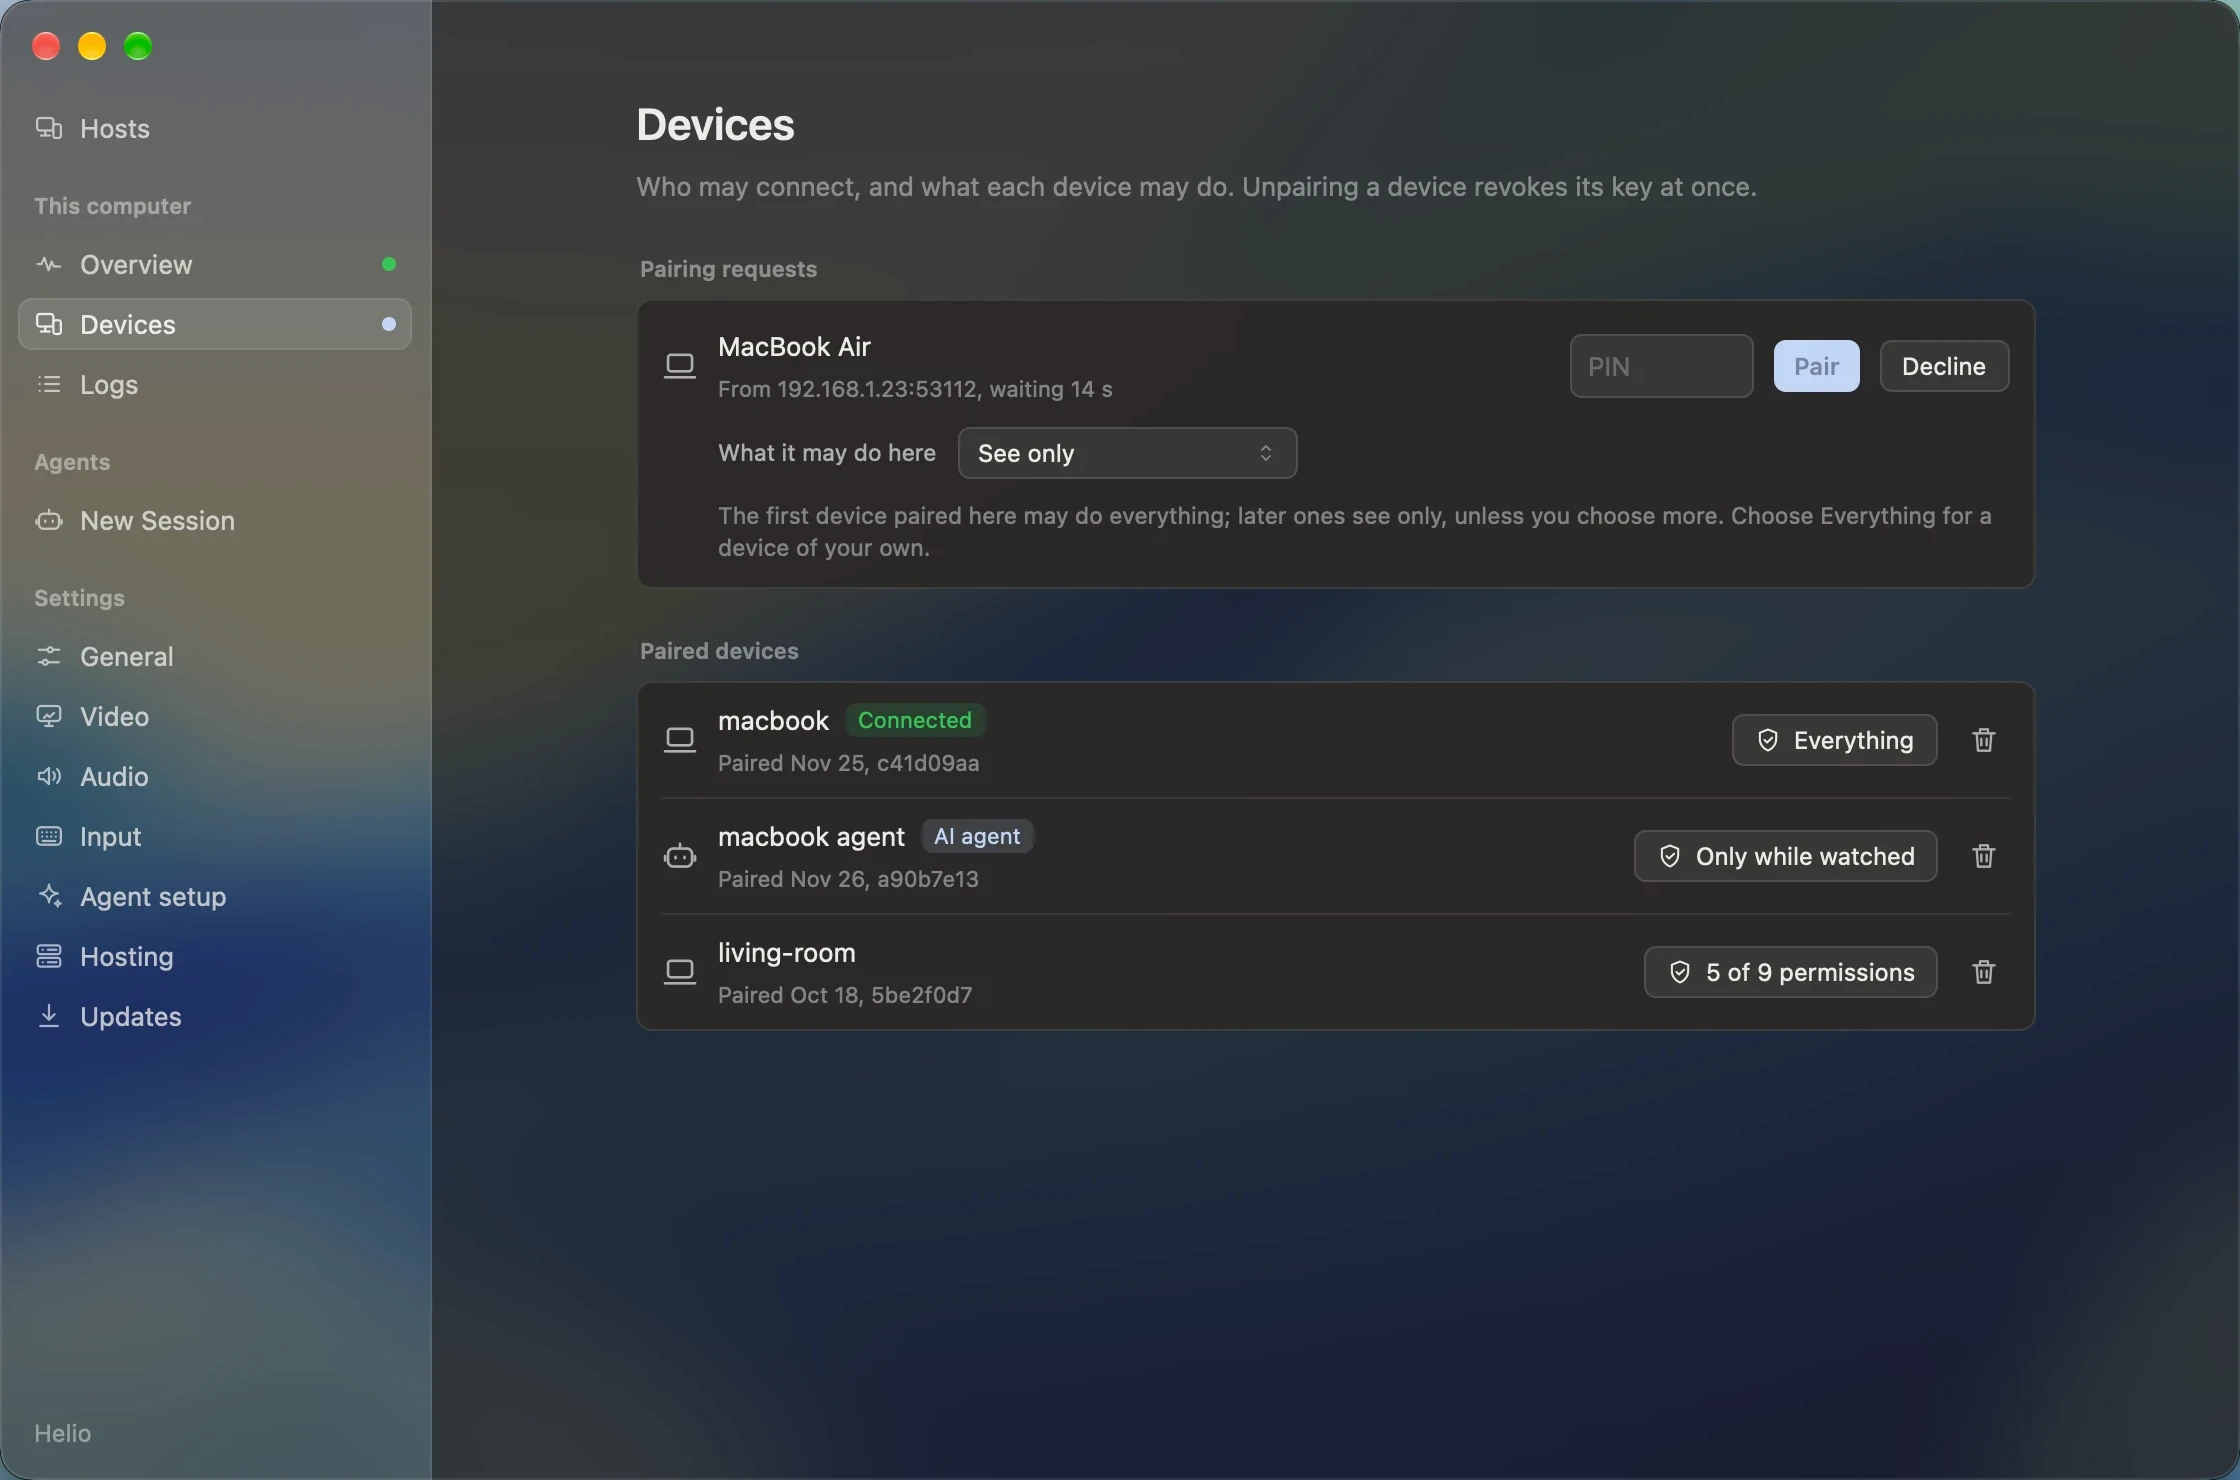 Hosts
This computer
Overview
Devices
Logs
Agents
New Session
Settings
General
Video
Audio
Input
Agent setup
Hosting
Updates
Helio
Devices
Who may connect, and what each device may do. Unpairing a device revokes its key at once.
Pairing requests
MacBook Air
From 192.168.1.23:53112, waiting 14 s
PIN
Pair
Decline
What it may do here
See only
The first device paired here may do everything; later ones see only, unless you choose more. Choose Everything for a
device of your own.
Paired devices
macbook
Connected
Paired Nov 25, c41d09aa
Everything
macbook agent
AI agent
Paired Nov 26, a90b7e13
Only while watched
living-room
Paired Oct 18, 5be2f0d7
5 of 9 permissions